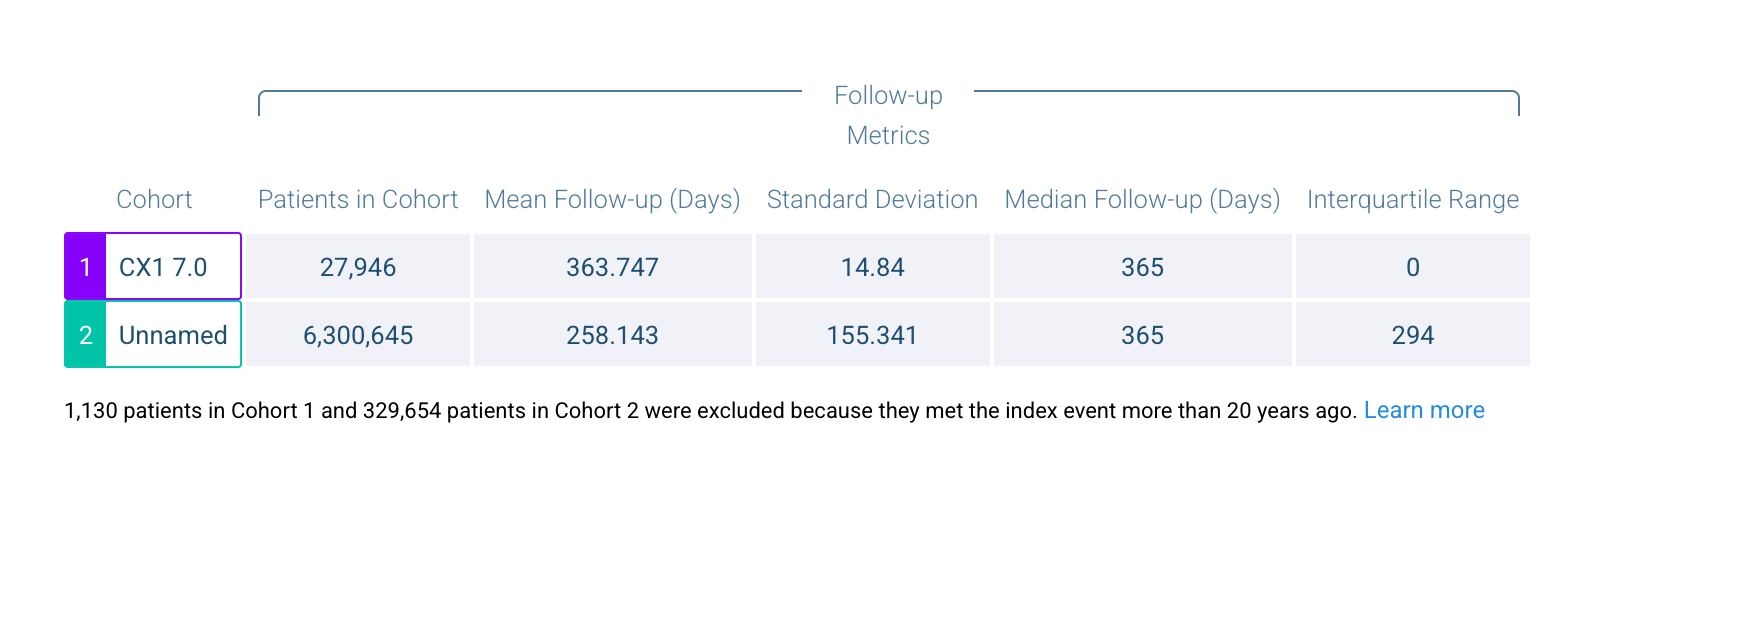 Follow-up
Metrics
Cohort Patients in Cohort Mean Follow-up (Days) Standard Deviation Median Follow-up (Days) Interquartile Range
1 CX1 7.0 27,946 363.747 14.84 365 0
2 Unnamed 6,300,645 258.143 155.341 365 294
1,130 patients in Cohort 1 and 329,654 patients in Cohort 2 were excluded because they met the index event more than 20 years ago. Learn more